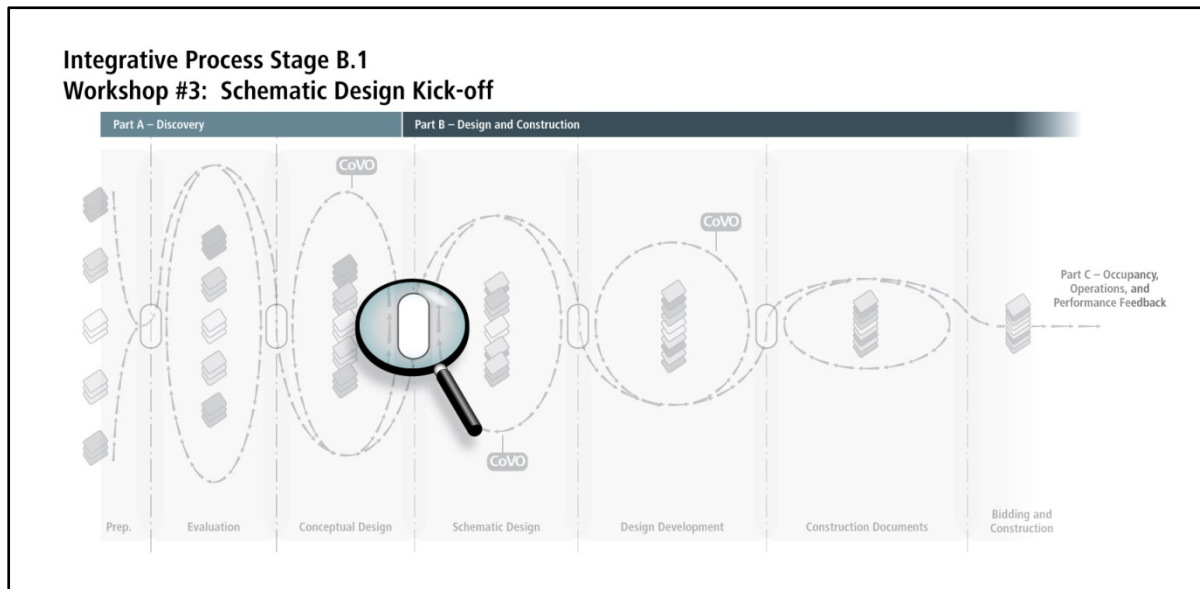 Integrative Process Stage B.1
Workshop #3:  Schematic Design Kick-off
Part A – Discovery
Part B – Design and Construction
CoVO
CoVO
Part C – Occupancy,
Operations, and
Performance Feedback
CoVO
Prep.
Evaluation
Conceptual Design
Schematic Design
Design Development
Construction Documents
Bidding and
Construction